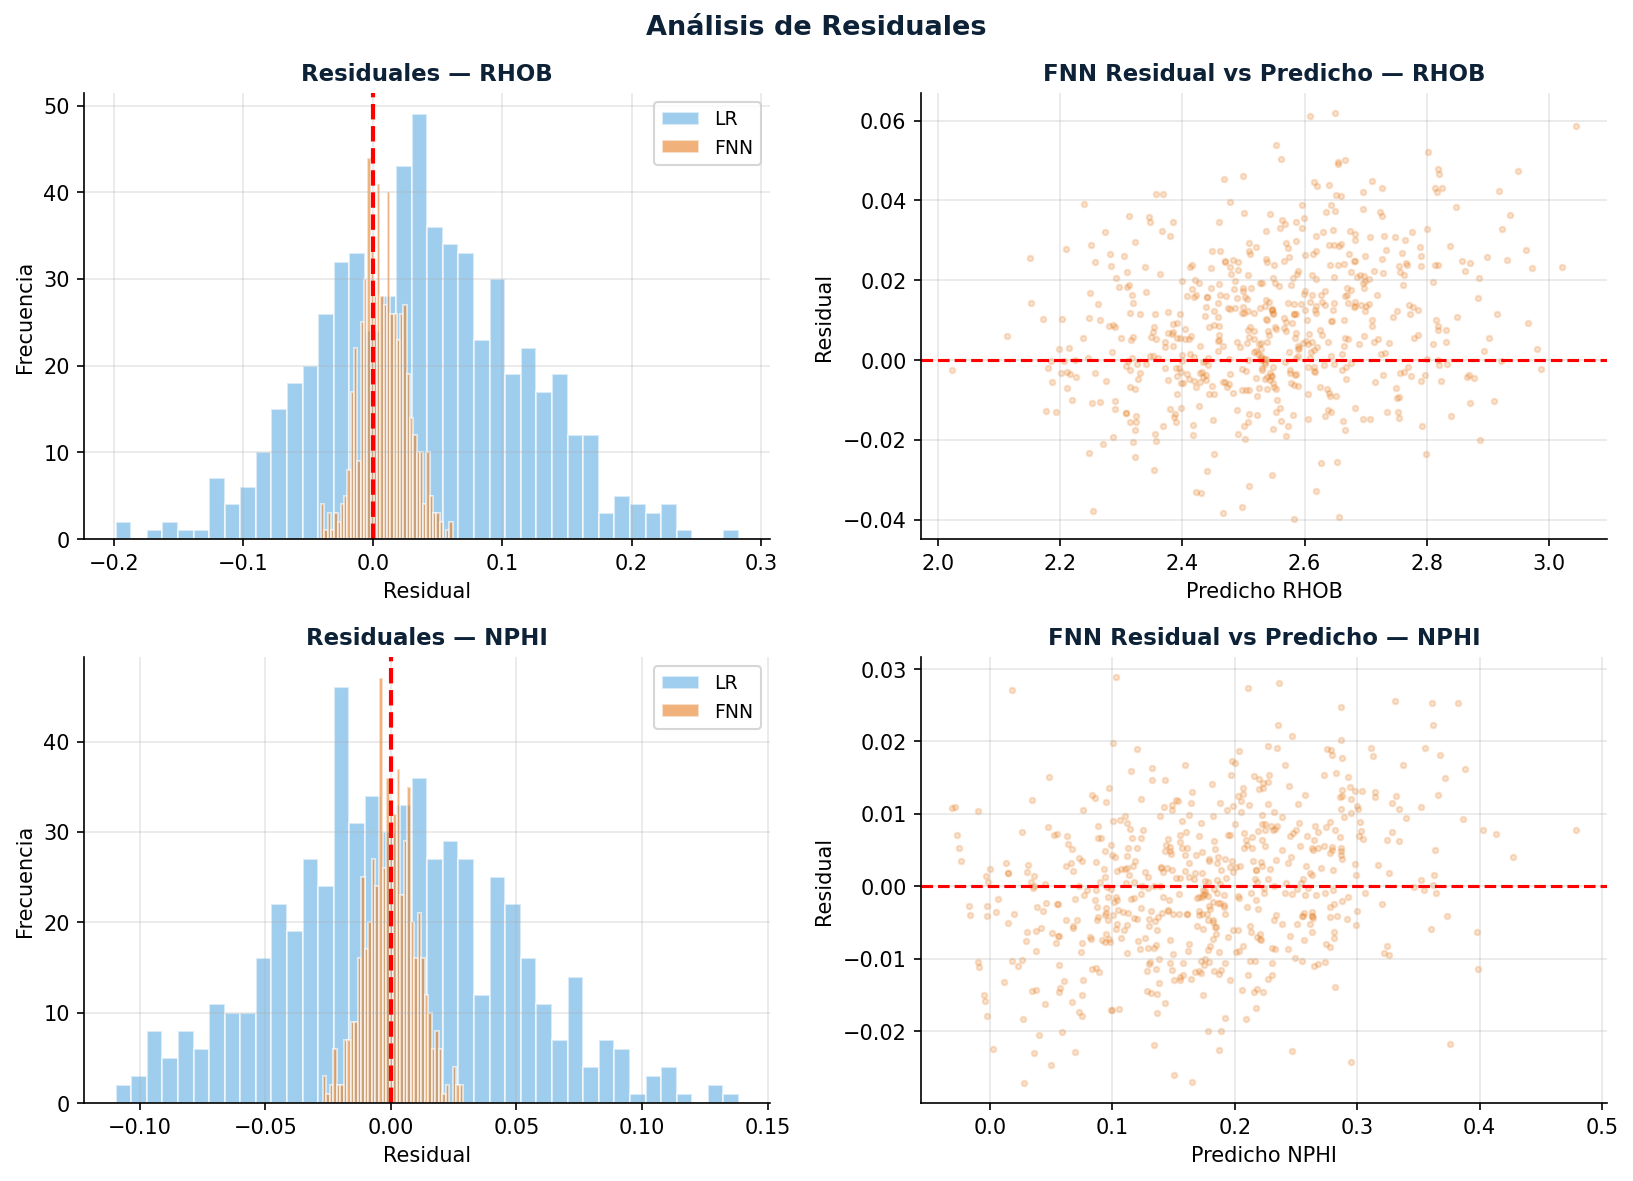 Análisis de Residuales
Residuales — RHOB
50
40
30
20
10
0
Frecuencia
LR
FNN
−0.2
−0.1
0.0
0.1
0.2
0.3
Residual
FNN Residual vs Predicho — RHOB
0.06
0.04
0.02
0.00
−0.02
−0.04
Residual
2.0
2.2
2.4
2.6
2.8
3.0
Predicho RHOB
Residuales — NPHI
40
30
20
10
0
Frecuencia
LR
FNN
−0.10
−0.05
0.00
0.05
0.10
0.15
Residual
FNN Residual vs Predicho — NPHI
0.03
0.02
0.01
0.00
−0.01
−0.02
Residual
0.0
0.1
0.2
0.3
0.4
0.5
Predicho NPHI